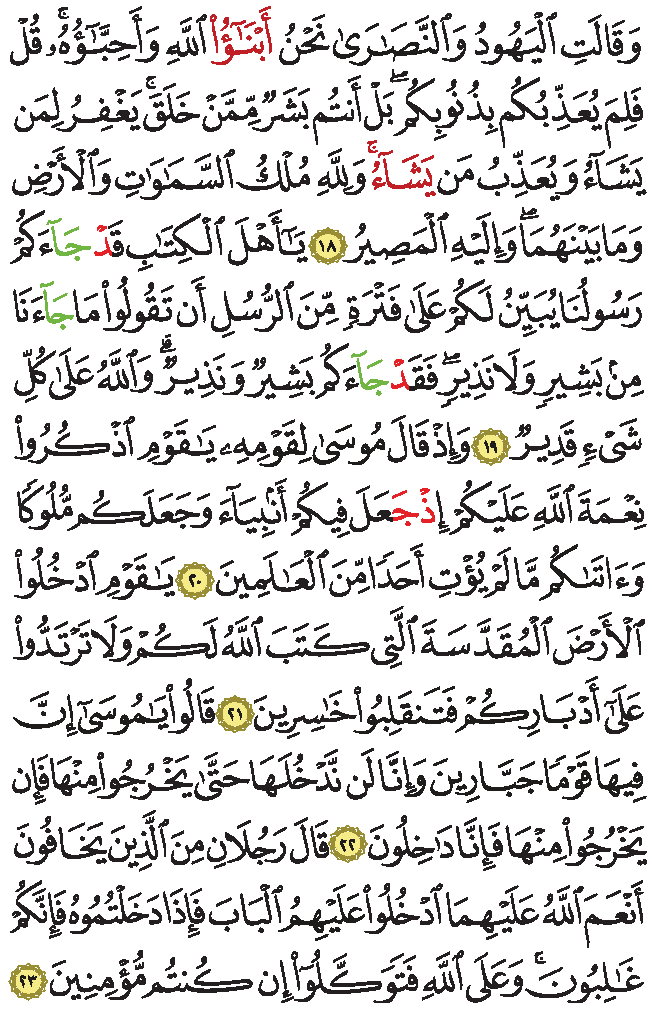 وَقَالَتِ ٱلْيَهُودُ وَٱلنَّصَٰرَىٰ نَحْنُ أَبْنَٰٓؤُا۟ ٱللَّهِ وَأَحِبَّٰٓؤُهُۥ ۚ قُلْ
فَلِمَ يُعَذِّبُكُم بِذُنُوبِكُم ۖ بَلْ أَنتُم بَشَرٌ مِّمَّنْ خَلَقَ ۚ يَغْفِرُ لِمَن
يَشَآءُ وَيُعَذِّبُ مَن يَشَآءُ ۚ وَلِلَّهِ مُلْكُ ٱلسَّمَٰوَٰتِ وَٱلْأَرْضِ
وَمَا بَيْنَهُمَا ۖ وَإِلَيْهِ ٱلْمَصِيرُ ١٨ يَٰٓأَهْلَ ٱلْكِتَٰبِ قَدْ جَآءَكُمْ
رَسُولُنَا يُبَيِّنُ لَكُمْ عَلَىٰ فَتْرَةٍ مِّنَ ٱلرُّسُلِ أَن تَقُولُوا۟ مَا جَآءَنَا
مِنۢ بَشِيرٍ وَلَا نَذِيرٍ ۖ فَقَدْ جَآءَكُم بَشِيرٌ وَنَذِيرٌ ۗ وَٱللَّهُ عَلَىٰ كُلِّ
شَىْءٍ قَدِيرٌ ١٩ وَإِذْ قَالَ مُوسَىٰ لِقَوْمِهِۦ يَٰقَوْمِ ٱذْكُرُوا۟
نِعْمَةَ ٱللَّهِ عَلَيْكُمْ إِذْ جَعَلَ فِيكُمْ أَنۢبِيَآءَ وَجَعَلَكُم مُّلُوكًا
وَءَاتَىٰكُم مَّا لَمْ يُؤْتِ أَحَدًا مِّنَ ٱلْعَٰلَمِينَ ٢٠ يَٰقَوْمِ ٱدْخُلُوا۟
ٱلْأَرْضَ ٱلْمُقَدَّسَةَ ٱلَّتِى كَتَبَ ٱللَّهُ لَكُمْ وَلَا تَرْتَدُّوا۟
عَلَىٰٓ أَدْبَارِكُمْ فَتَنقَلِبُوا۟ خَٰسِرِينَ ٢١ قَالُوا۟ يَٰمُوسَىٰٓ إِنَّ
فِيهَا قَوْمًا جَبَّارِينَ وَإِنَّا لَن نَّدْخُلَهَا حَتَّىٰ يَخْرُجُوا۟ مِنْهَا فَإِن
يَخْرُجُوا۟ مِنْهَا فَإِنَّا دَٰخِلُونَ ٢٢ قَالَ رَجُلَانِ مِنَ ٱلَّذِينَ يَخَافُونَ
أَنْعَمَ ٱللَّهُ عَلَيْهِمَا ٱدْخُلُوا۟ عَلَيْهِمُ ٱلْبَابَ فَإِذَا دَخَلْتُمُوهُ فَإِنَّكُمْ
غَٰلِبُونَ ۚ وَعَلَى ٱللَّهِ فَتَوَكَّلُوٓا۟ إِن كُنتُم مُّؤْمِنِينَ ٢٣